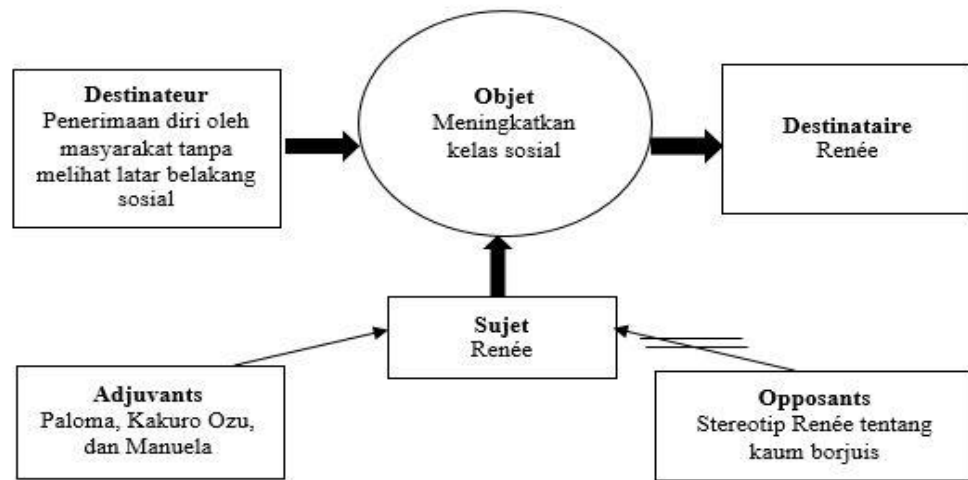 Destinateur
Penerimaan diri oleh
masyarakat tanpa
melihat latar belakang
sosial
Objet
Meningkatkan
kelas sosial
Destinataire
Renée
Sujet
Renée
Adjuvants
Paloma, Kakuro Ozu,
dan Manuela
Opposants
Stereotip Renée tentang
kaum borjuis